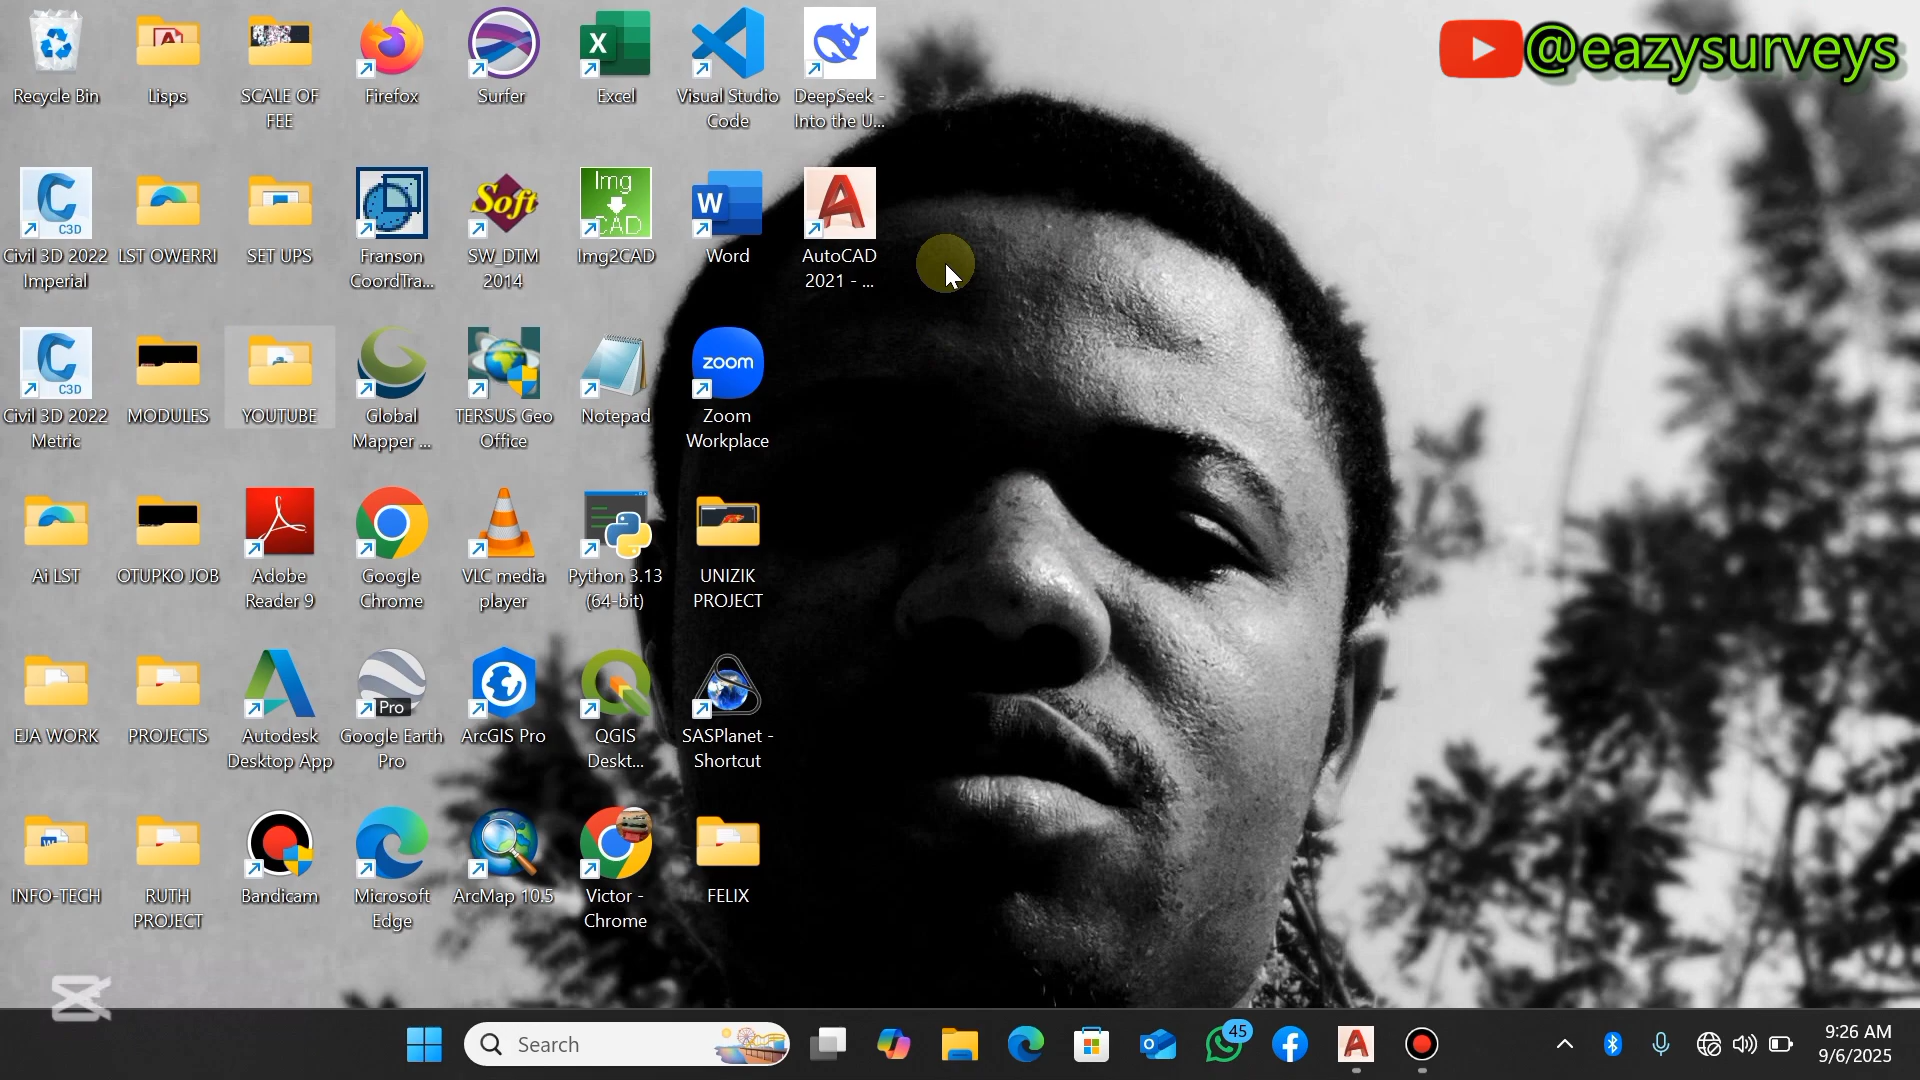 @eazysurveys
Recycle Bin
Lisps
SCALE OF
FEE
Firefox
Surfer
Excel
Visual Studio
Code
DeepSeek -
Into the U...
Civil 3D 2022
Imperial
LST OWERRI
SET UPS
Franson
CoordTra...
SW_DTM
2014
Img2CAD
Word
AutoCAD
2021 - ...
Civil 3D 2022
Metric
MODULES
YOUTUBE
Global
Mapper ...
TERSUS Geo
Office
Notepad
Zoom
Workplace
Ai LST
OTUPKO JOB
Adobe
Reader 9
Google
Chrome
VLC media
player
Python 3.13
(64-bit)
UNIZIK
PROJECT
EJA WORK
PROJECTS
Autodesk
Desktop App
Google Earth
Pro
ArcGIS Pro
QGIS
Deskt...
SASPlanet -
Shortcut
INFO-TECH
RUTH
PROJECT
Bandicam
Microsoft
Edge
ArcMap 10.5
Victor -
Chrome
FELIX
C3D
C3D
Soft
Img
CAD
zoom
Pro
Search
45
9:26 AM
9/6/2025